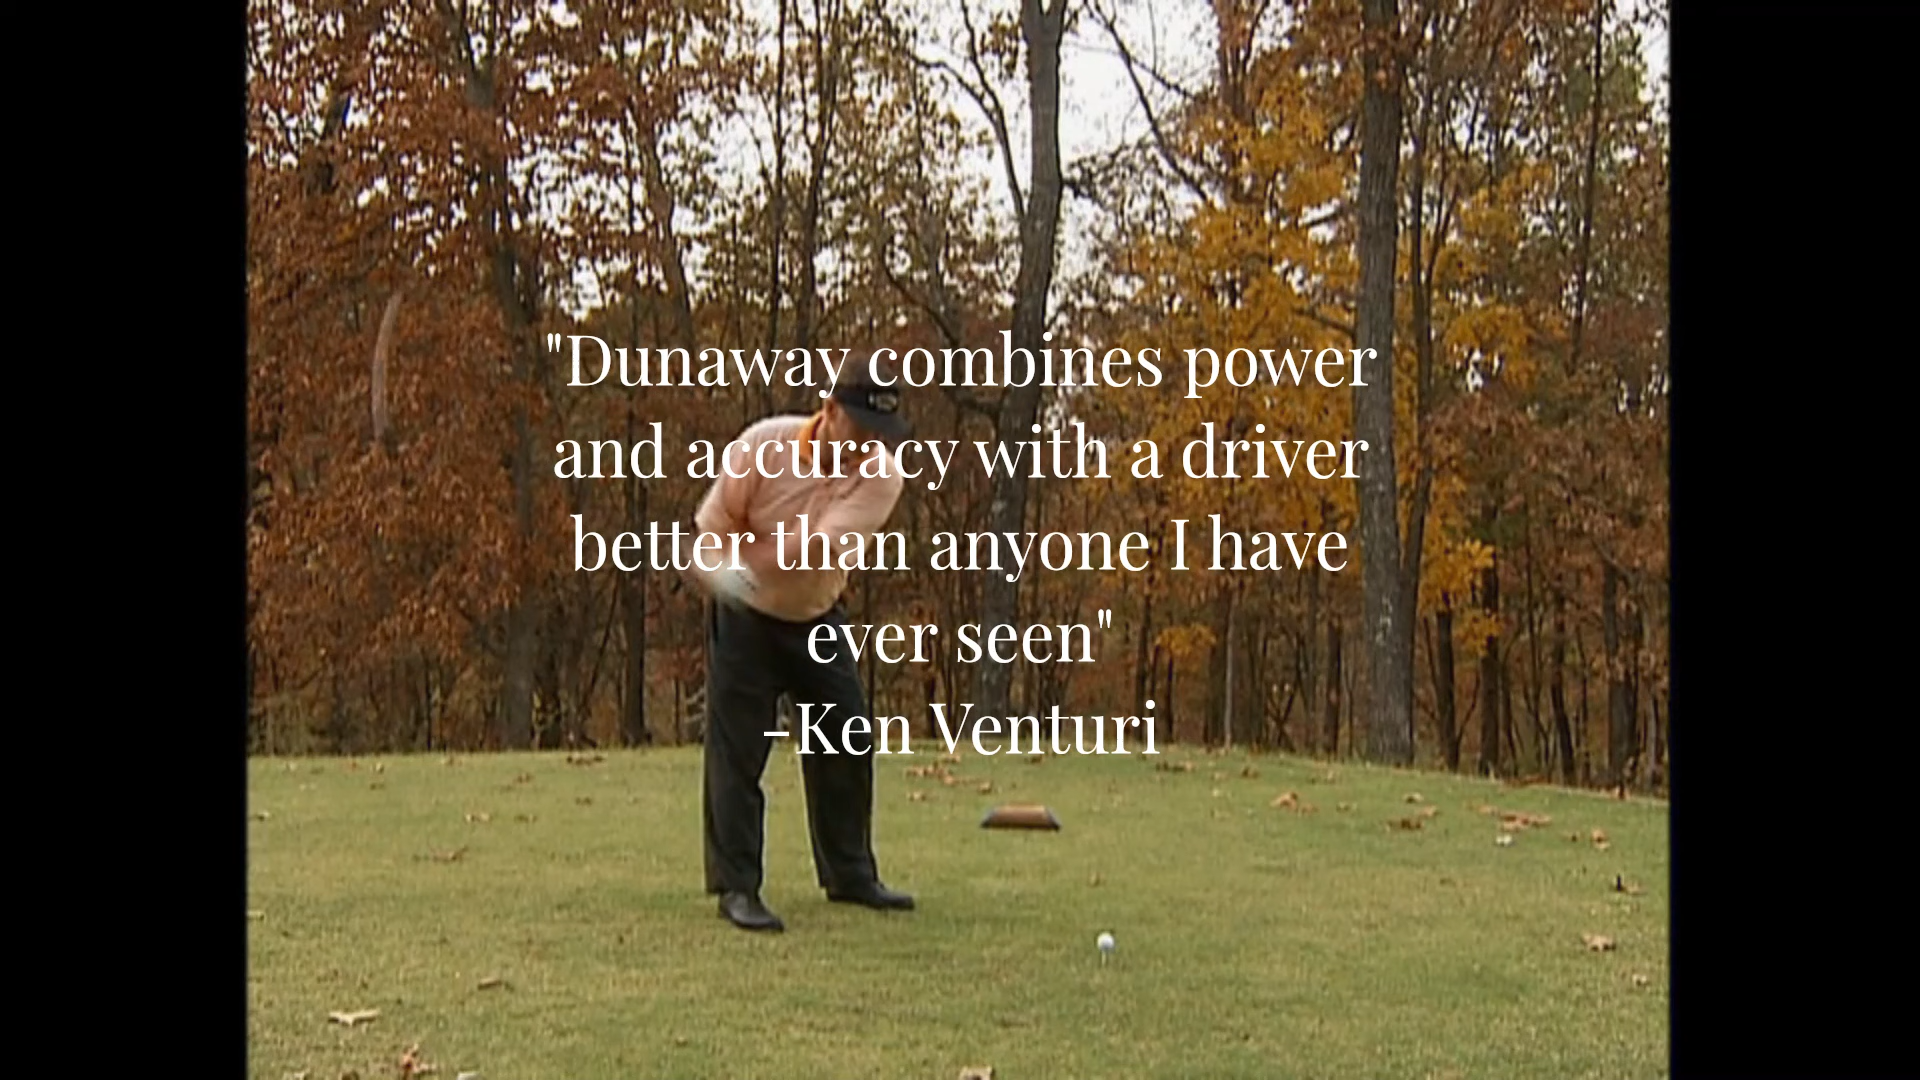 "Dunaway combines power
and accuracy with a driver
better than anyone I have
ever seen"
-Ken Venturi